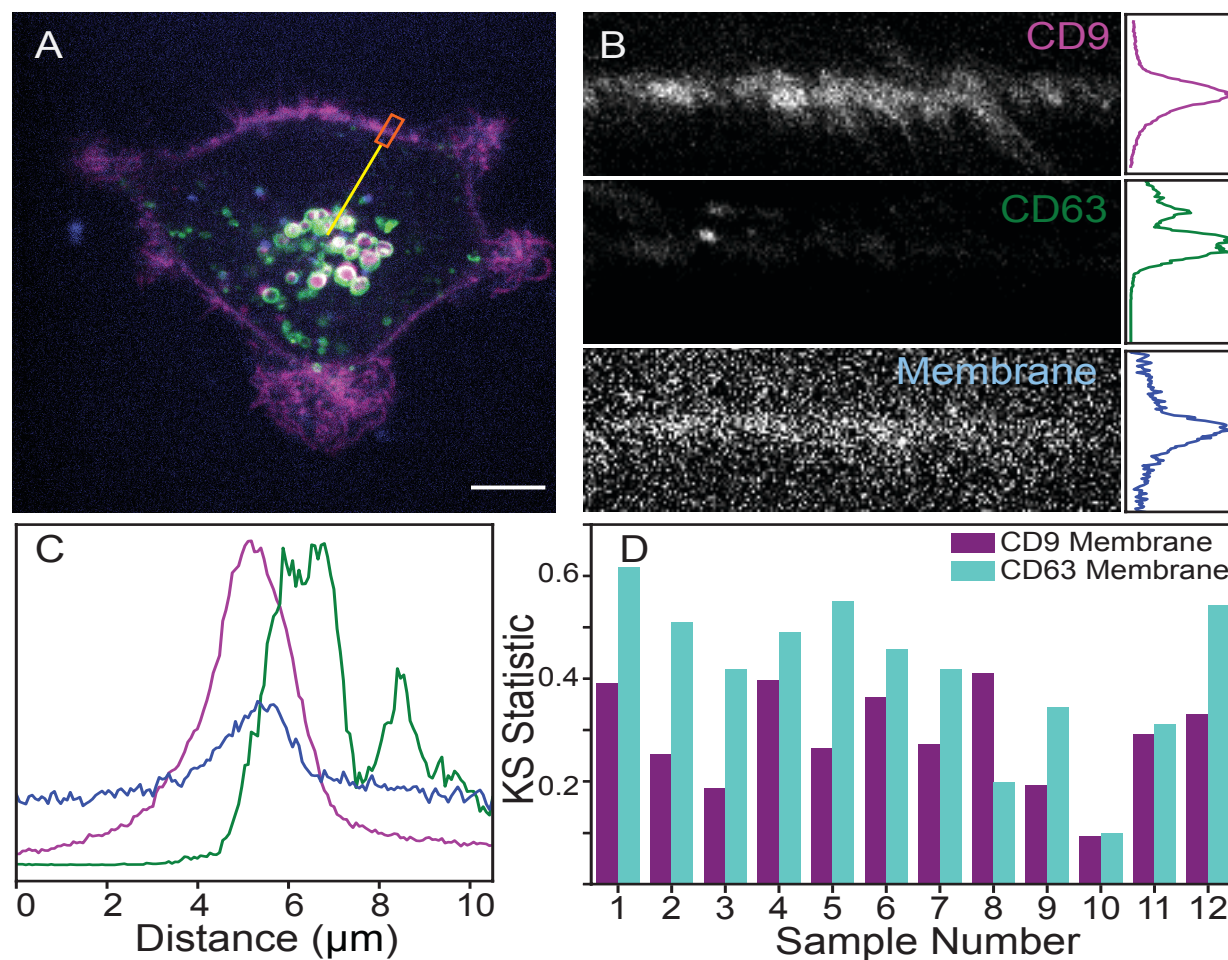 A
B
CD9
CD63
Membrane
C
0 2 4 6 8 10
Distance (µm)
D
CD9 Membrane
CD63 Membrane
0.6
0.4
0.2
KS Statistic
1 2 3 4 5 6 7 8 9 10 11 12
Sample Number